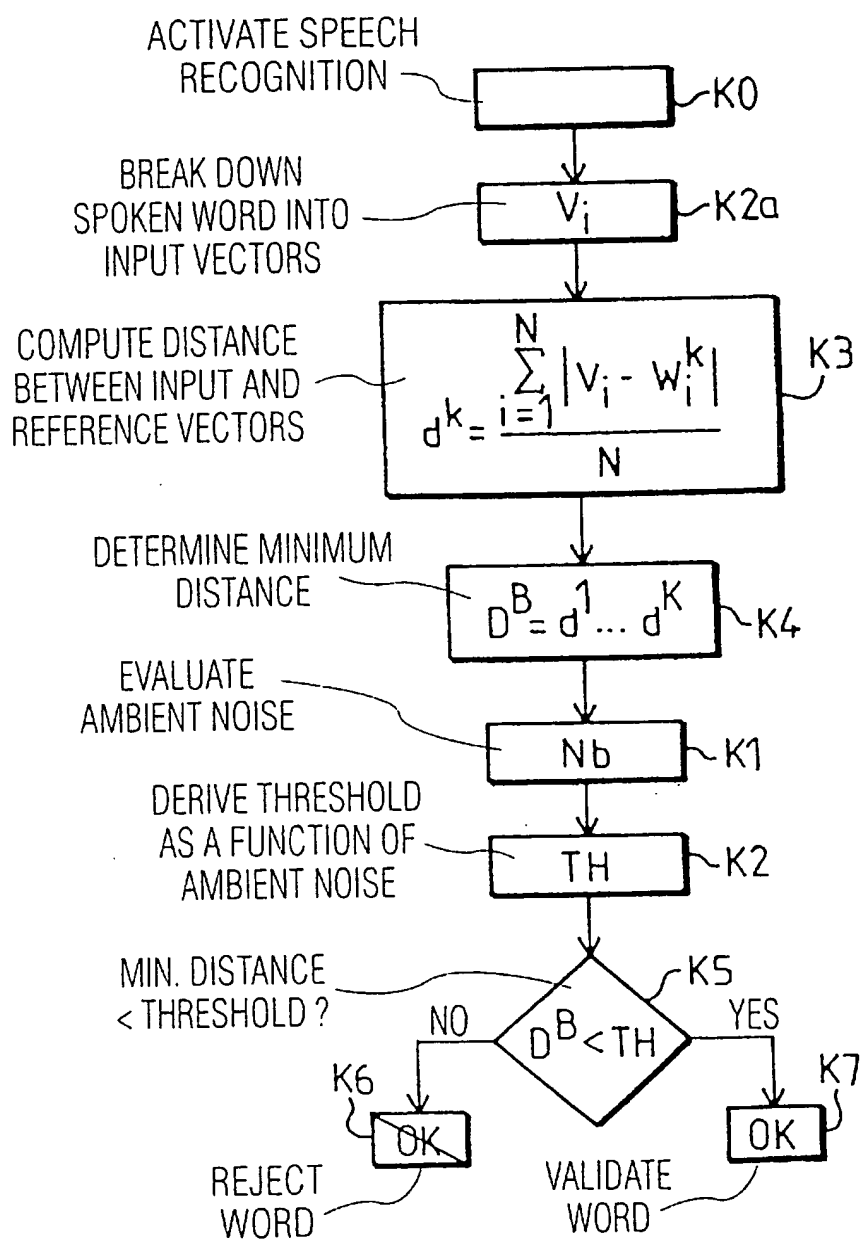 ACTIVATE SPEECH
RECOGNITION
K0
BREAK DOWN
SPOKEN WORD INTO
INPUT VECTORS
V_i
K2a
COMPUTE DISTANCE
BETWEEN INPUT AND
REFERENCE VECTORS
d^k = \frac{\sum_{i=1}^{N} |V_i - W_i^k|}{N}
K3
DETERMINE MINIMUM
DISTANCE
D^B = d^1 ... d^K
K4
EVALUATE
AMBIENT NOISE
Nb
K1
DERIVE THRESHOLD
AS A FUNCTION OF
AMBIENT NOISE
TH
K2
MIN. DISTANCE
< THRESHOLD ?
K5
D^B < TH
NO
YES
K6
OK
REJECT
WORD
K7
OK
VALIDATE
WORD